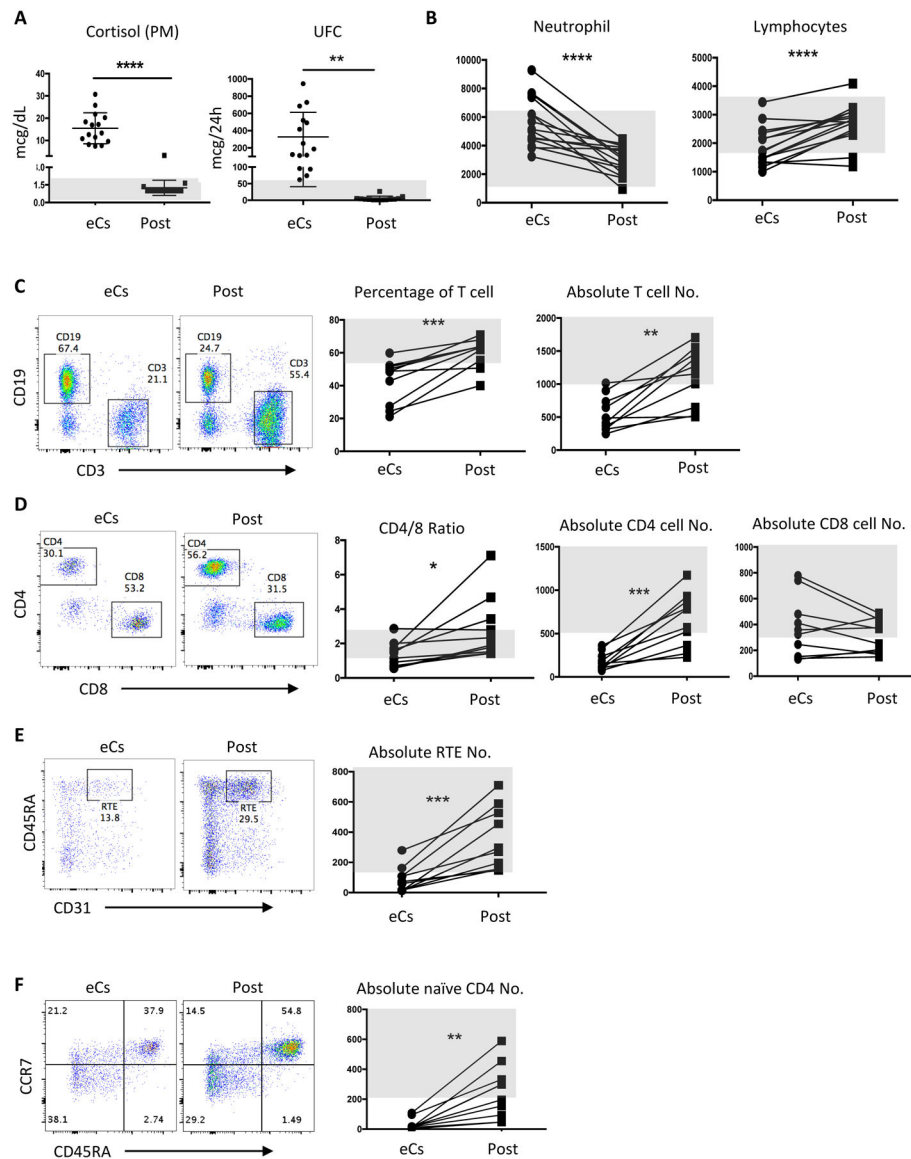 A
Cortisol (PM)
UFC
****
**
mcg/dL
40
30
20
10
0
3.0
1.5
0.0
eCs
Post
mcg/24h
1000
800
600
400
200
0
100
50
0
eCs
Post
B
Neutrophil
Lymphocytes
****
****
10000
8000
6000
4000
2000
0
eCs
Post
5000
4000
3000
2000
1000
0
eCs
Post
C
eCs
Post
CD19
67.4
CD3
21.1
CD19
24.7
CD3
55.4
CD19
CD3
Percentage of T cell
***
80
60
40
20
0
eCs
Post
Absolute T cell No.
**
2000
1500
1000
500
0
eCs
Post
D
eCs
Post
CD4
30.1
CD8
53.2
CD4
56.2
CD8
31.5
CD4
CD8
CD4/8 Ratio
*
8
6
4
2
0
eCs
Post
Absolute CD4 cell No.
***
1500
1000
500
0
eCs
Post
Absolute CD8 cell No.
1000
800
600
400
200
0
eCs
Post
E
eCs
Post
RTE
13.8
RTE
29.5
CD45RA
CD31
Absolute RTE No.
***
800
600
400
200
0
eCs
Post
F
eCs
Post
21.2
37.9
38.1
2.74
14.5
54.8
29.2
1.49
CCR7
CD45RA
Absolute naïve CD4 No.
**
800
600
400
200
0
eCs
Post